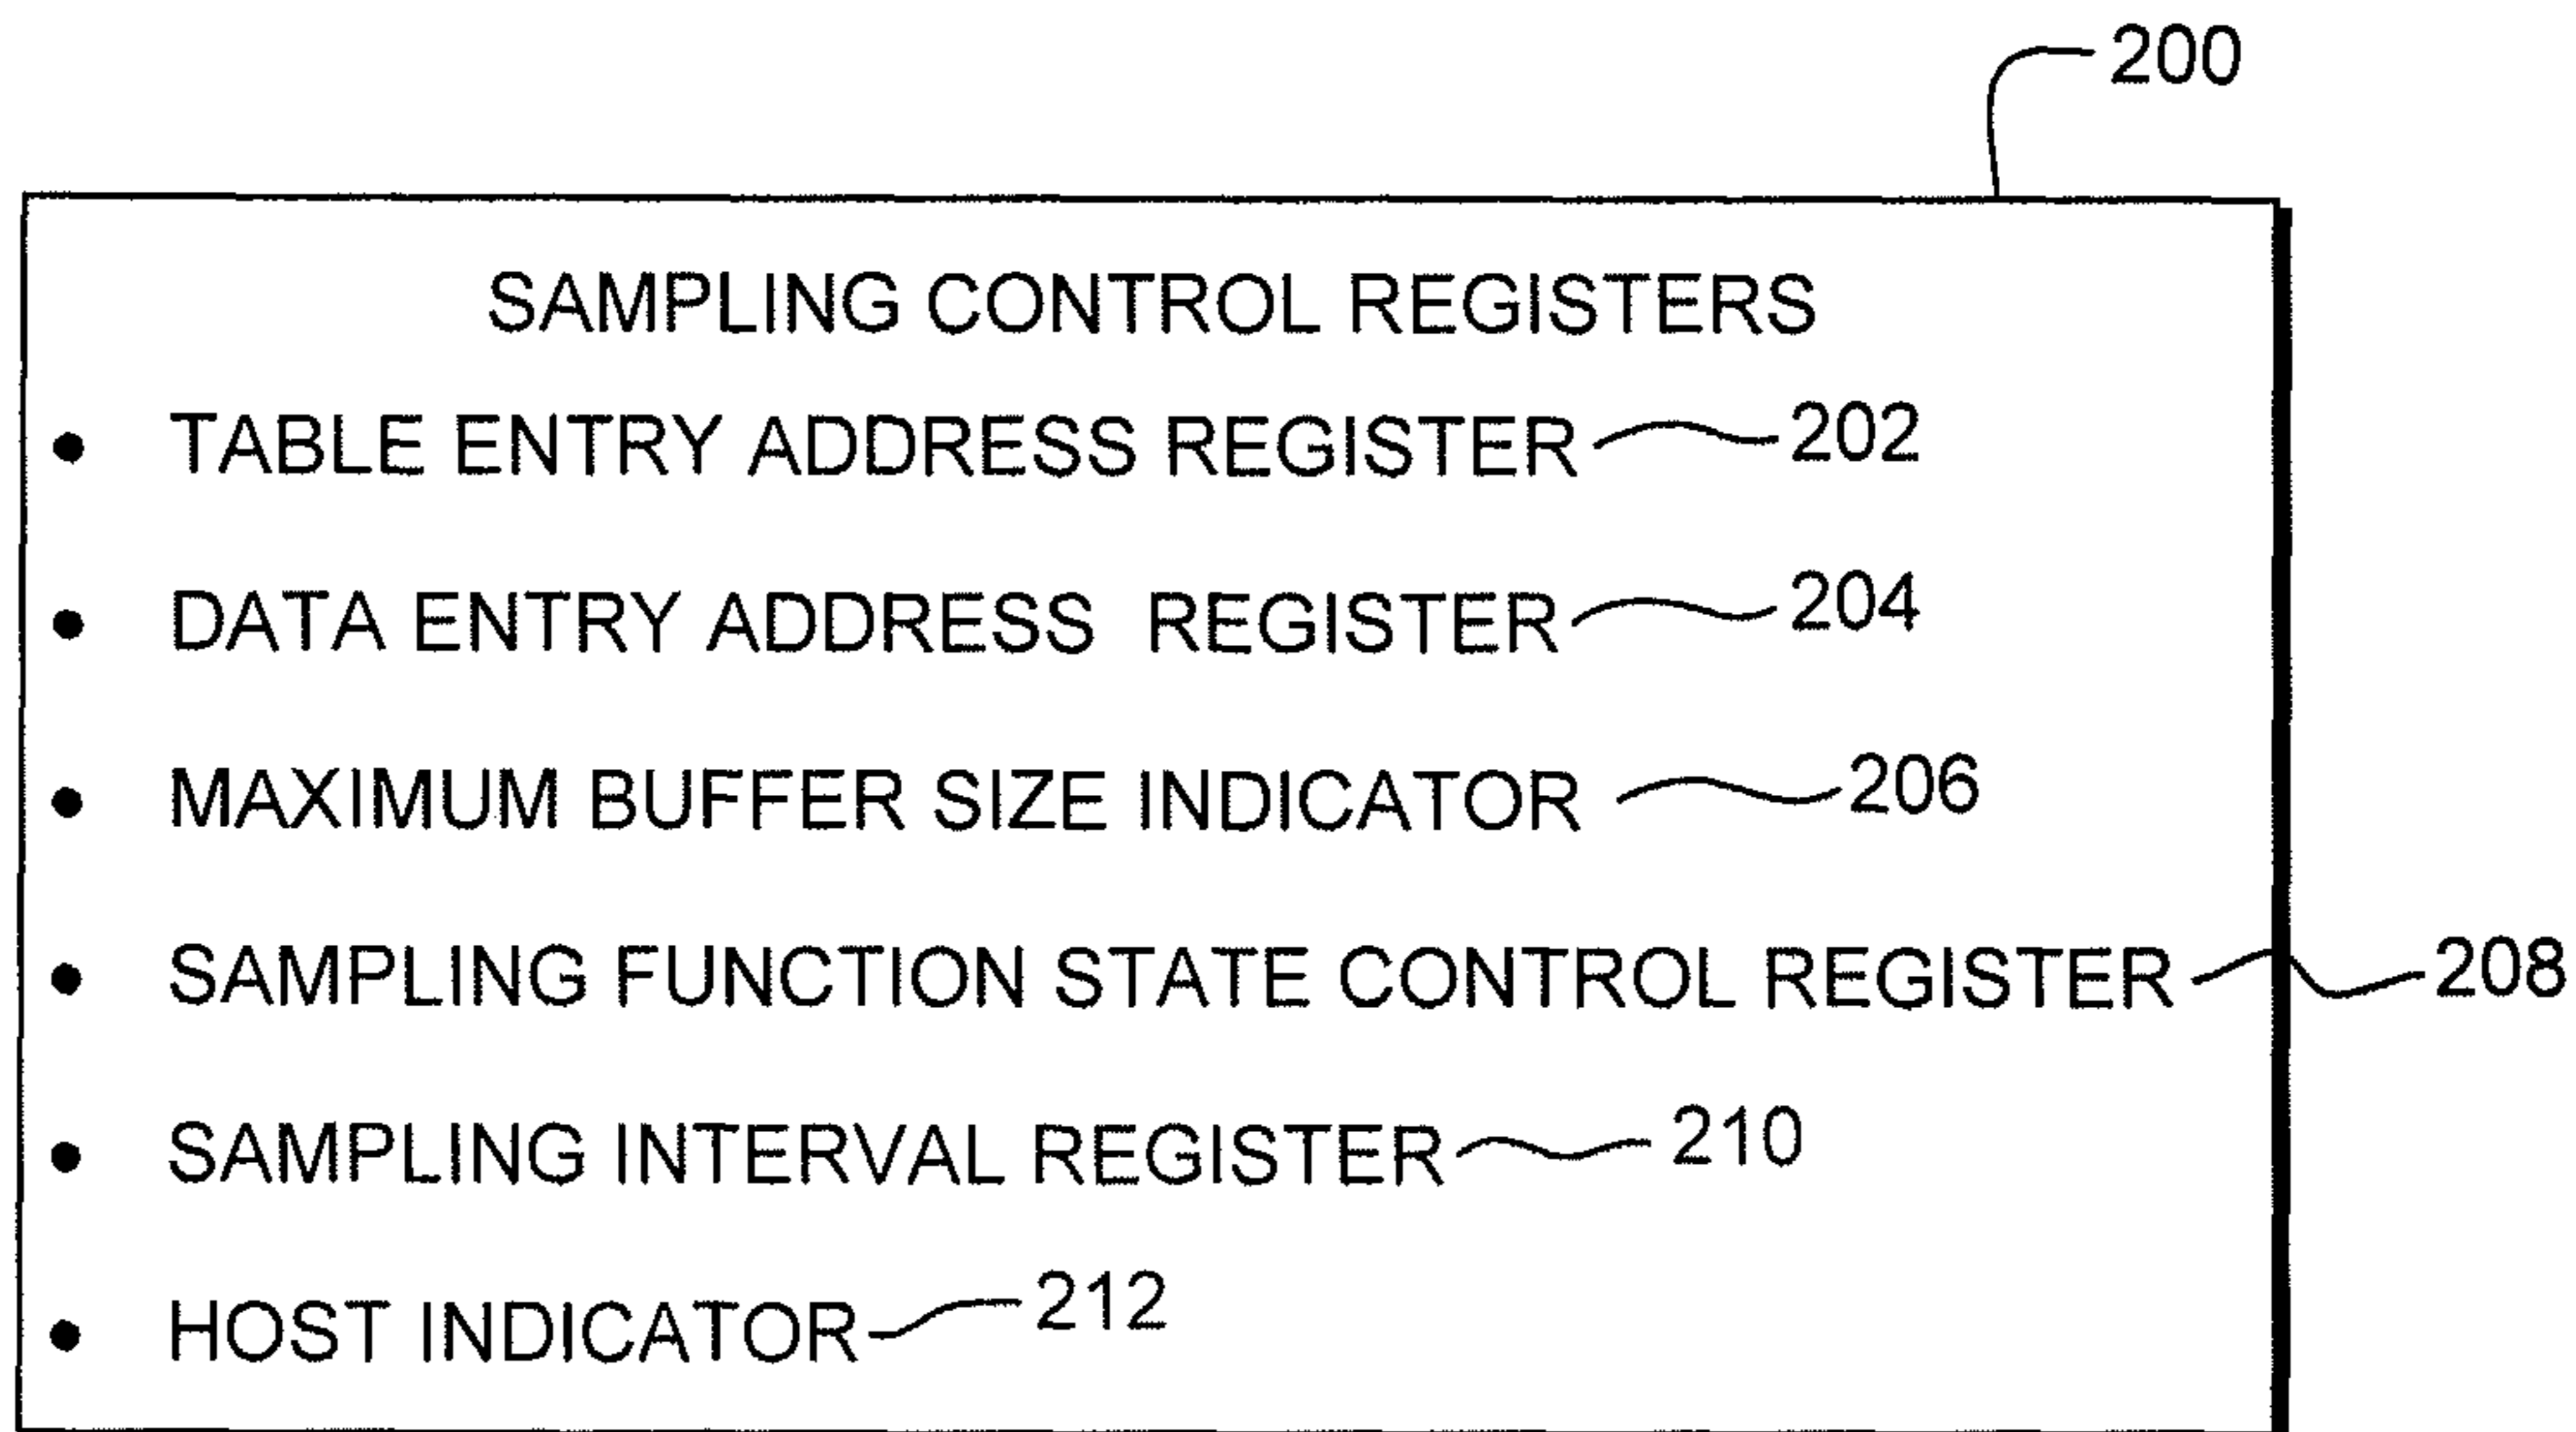 200
SAMPLING CONTROL REGISTERS
• TABLE ENTRY ADDRESS REGISTER 202
• DATA ENTRY ADDRESS REGISTER 204
• MAXIMUM BUFFER SIZE INDICATOR 206
• SAMPLING FUNCTION STATE CONTROL REGISTER 208
• SAMPLING INTERVAL REGISTER 210
• HOST INDICATOR 212